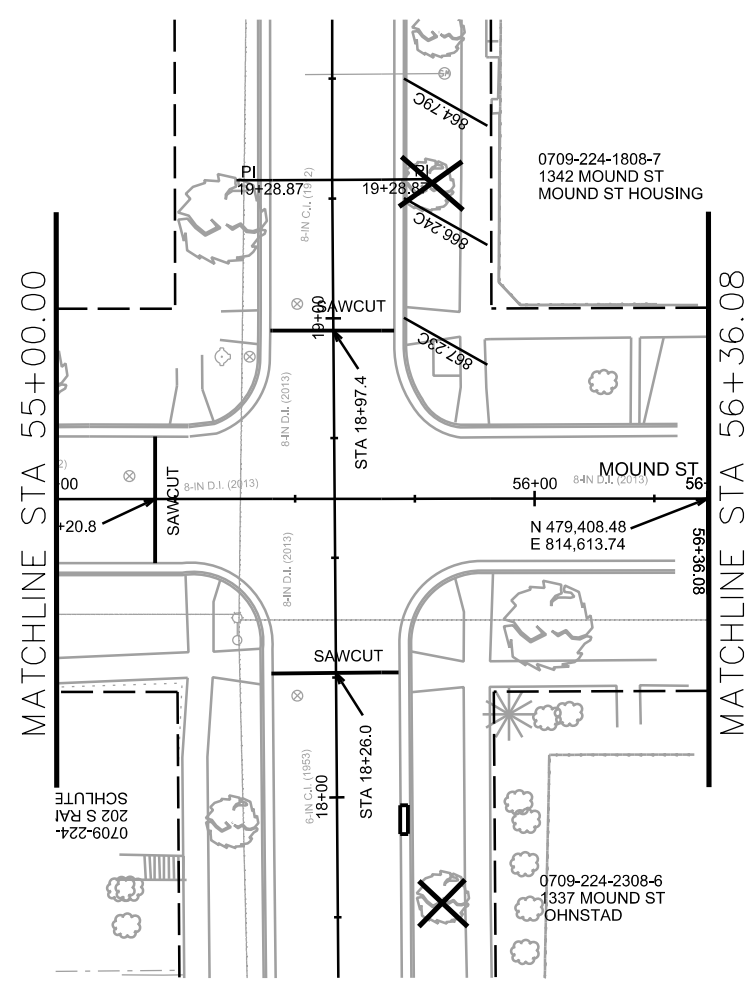 864.79C
PI
PI
19+28.87
19+28.87
0709-224-1808-7
1342 MOUND ST
MOUND ST HOUSING
8-IN C.I. (1912)
866.24C
MATCHLINE STA 55+00.00
MATCHLINE STA 56+36.08
SAWCUT
19+00
867.23C
STA 18+97.4
8-IN D.I. (2013)
MOUND ST
8-IN D.I. (2013)
8-IN D.I. (2013)
56+00
SAWCUT
+20.8
N 479,408.48
E 814,613.74
56+36.08
8-IN D.I. (2013)
SAWCUT
STA 18+26.0
6-IN C.I. (1953)
18+00
0709-224-
202 S RAN
SCHLUTE
0709-224-2308-6
1337 MOUND ST
OHNSTAD